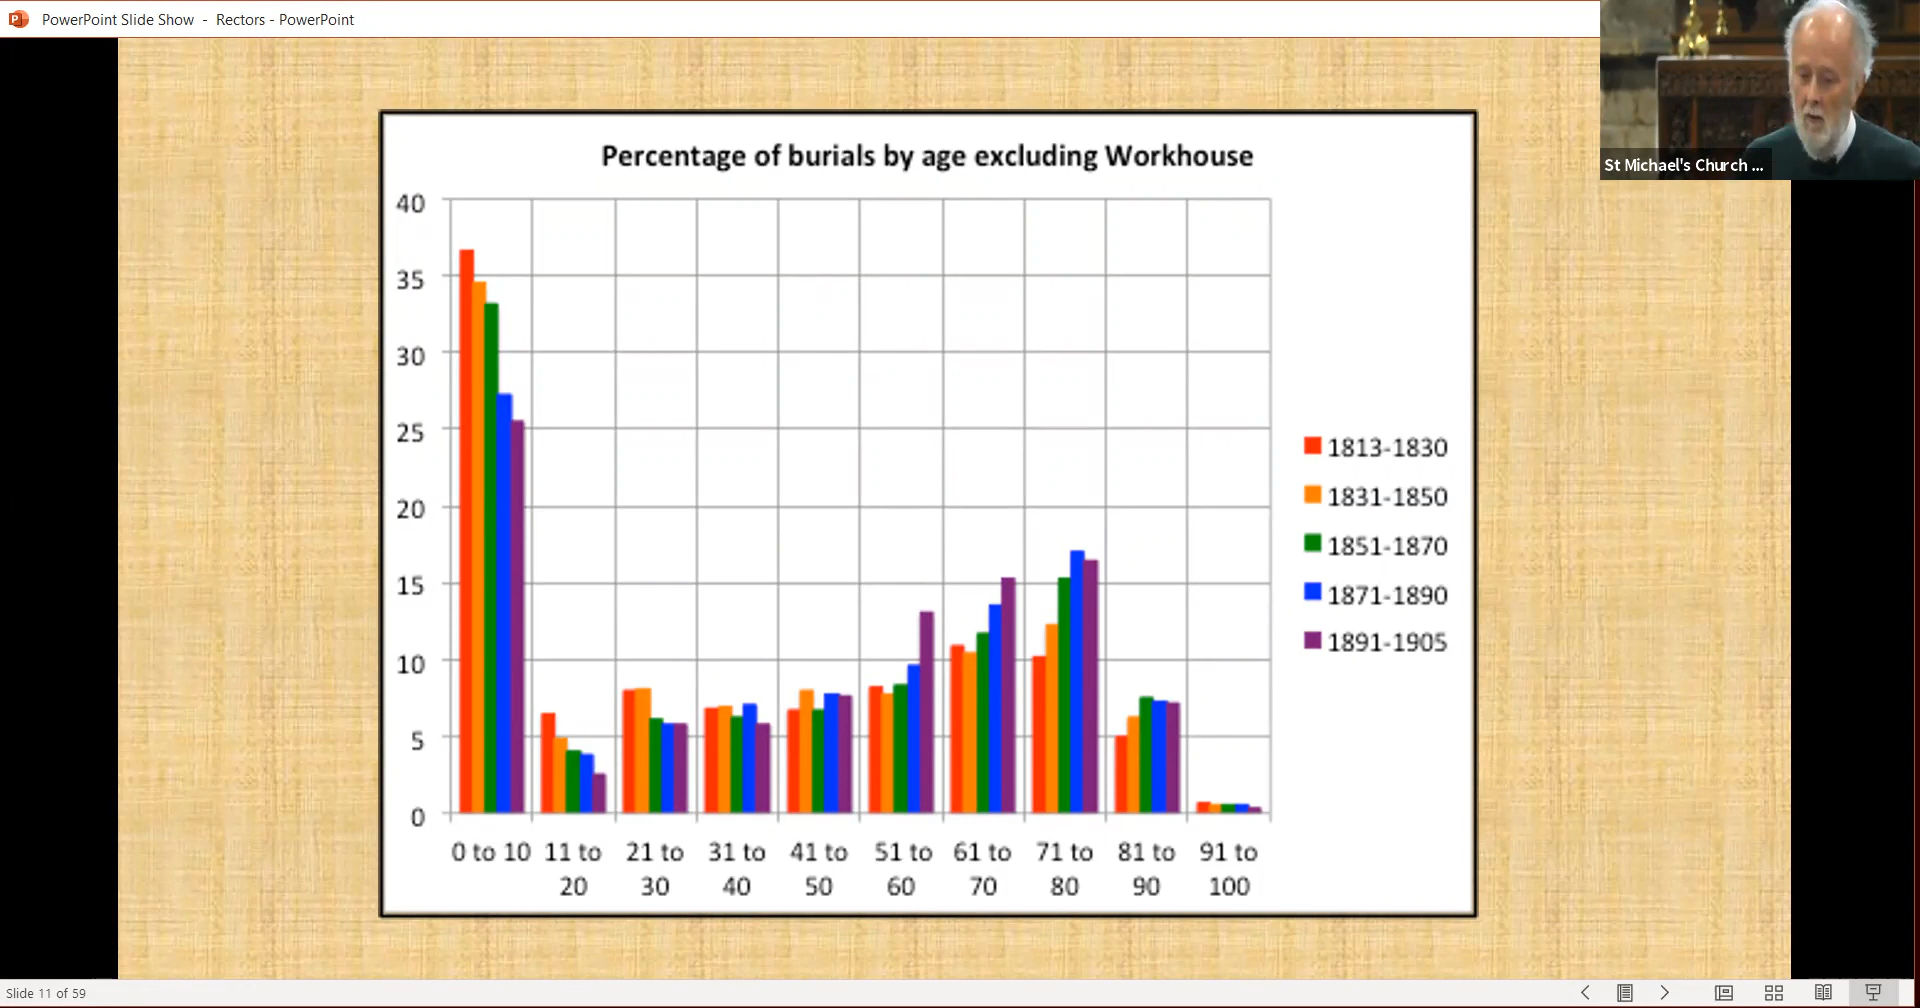 PowerPoint Slide Show - Rectors - PowerPoint
St Michael's Church ...
Percentage of burials by age excluding Workhouse
40
35
30
25
20
15
10
5
0
0 to 10
11 to
20
21 to
30
31 to
40
41 to
50
51 to
60
61 to
70
71 to
80
81 to
90
91 to
100
1813-1830
1831-1850
1851-1870
1871-1890
1891-1905
Slide 11 of 59